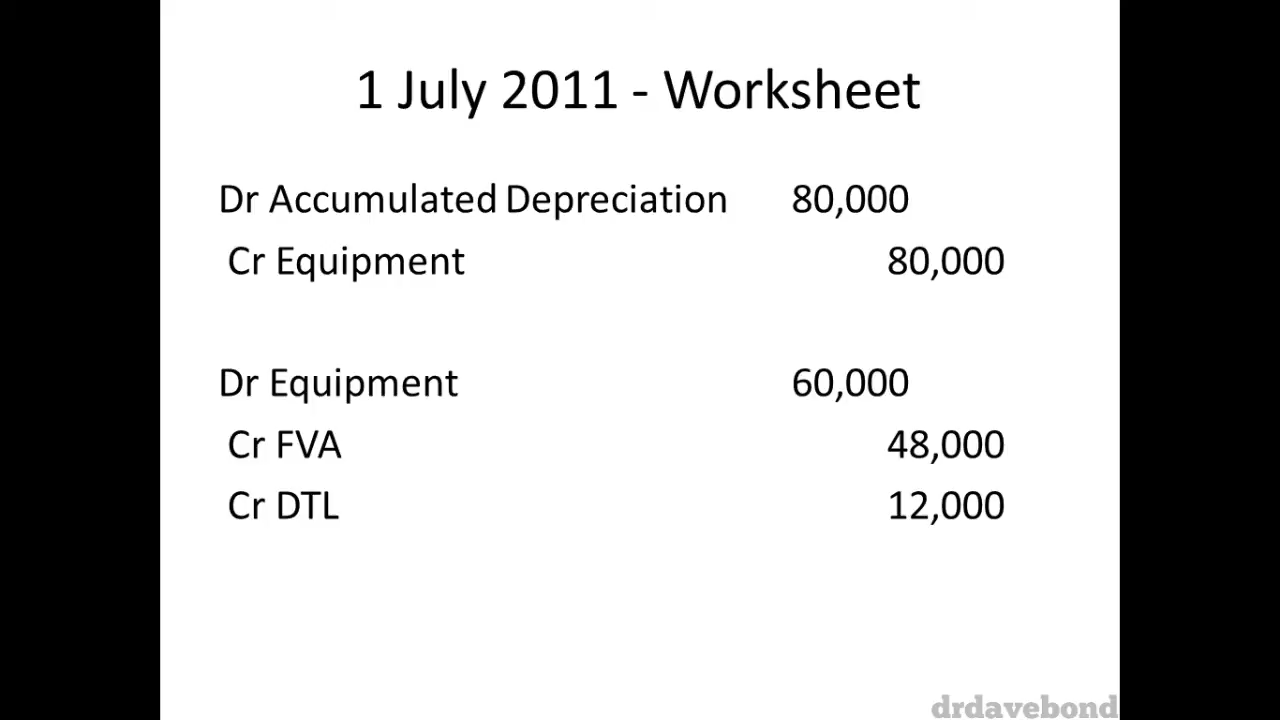 1 July 2011 - Worksheet
Dr Accumulated Depreciation 80,000
Cr Equipment 80,000
Dr Equipment 60,000
Cr FVA 48,000
Cr DTL 12,000
drdavebond